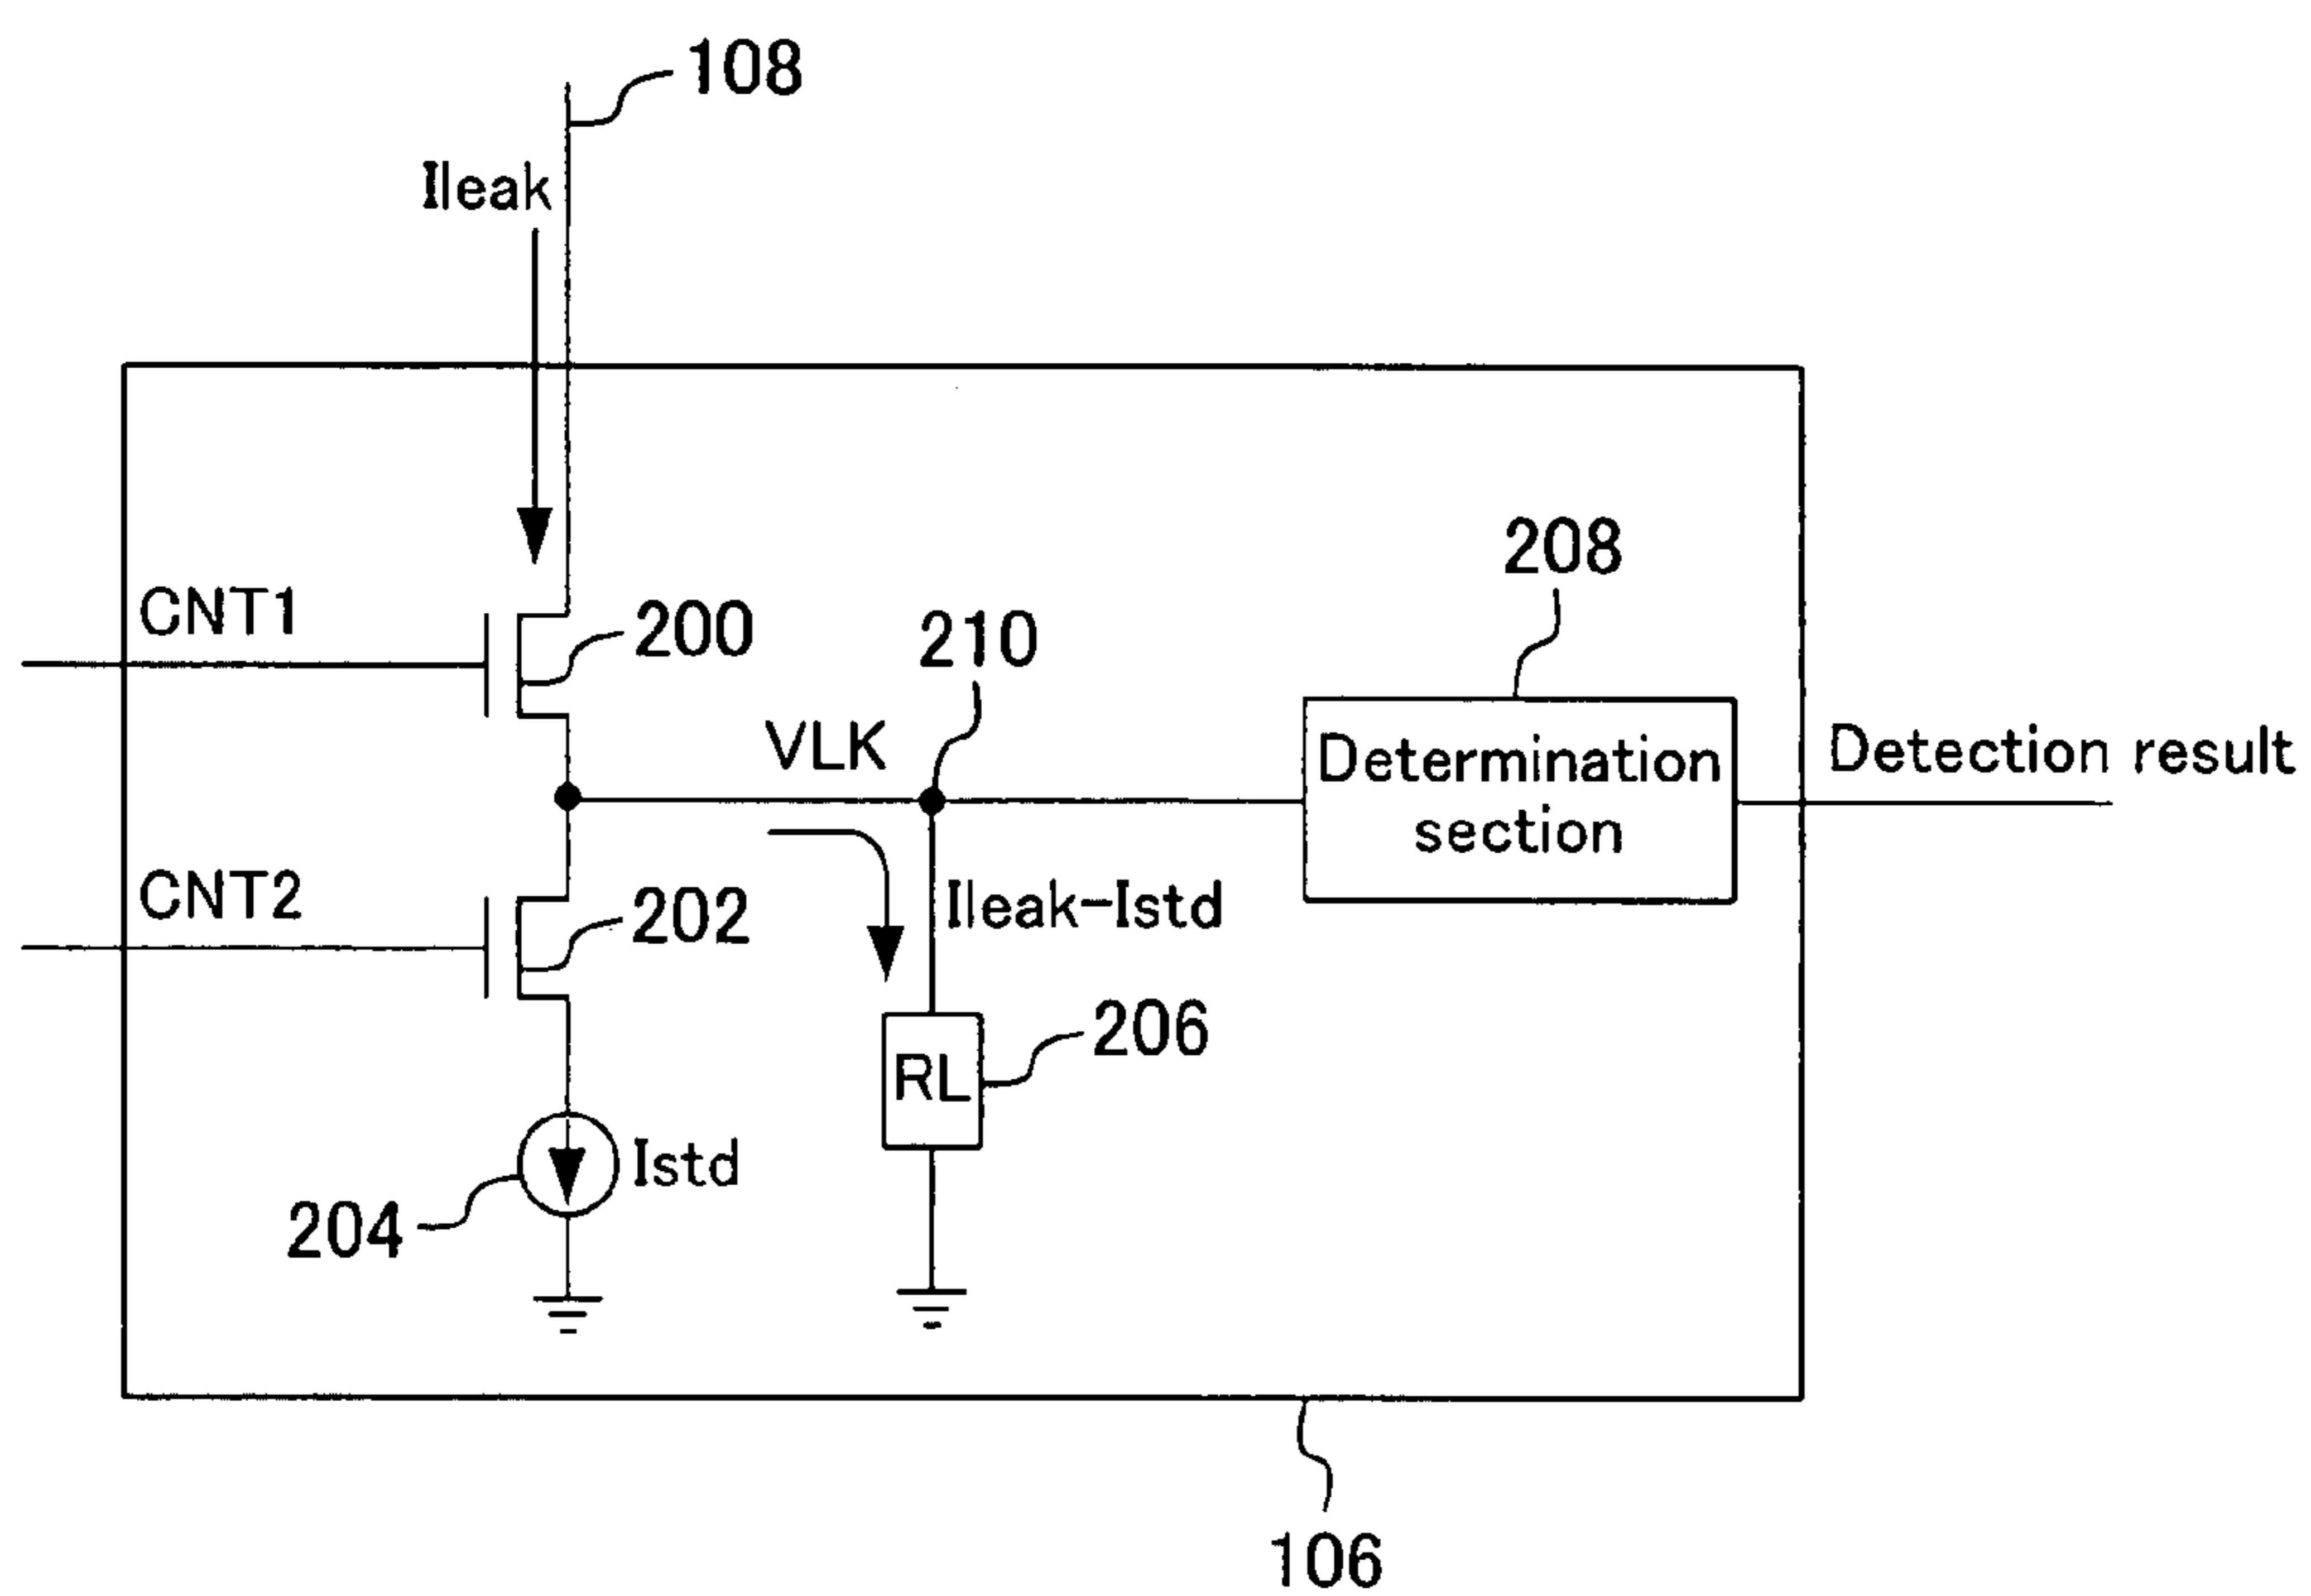 108
Ileak
208
CNT1
200
210
VLK
Determination
section
Detection result
CNT2
202
Ileak-Istd
206
RL
Istd
204
106